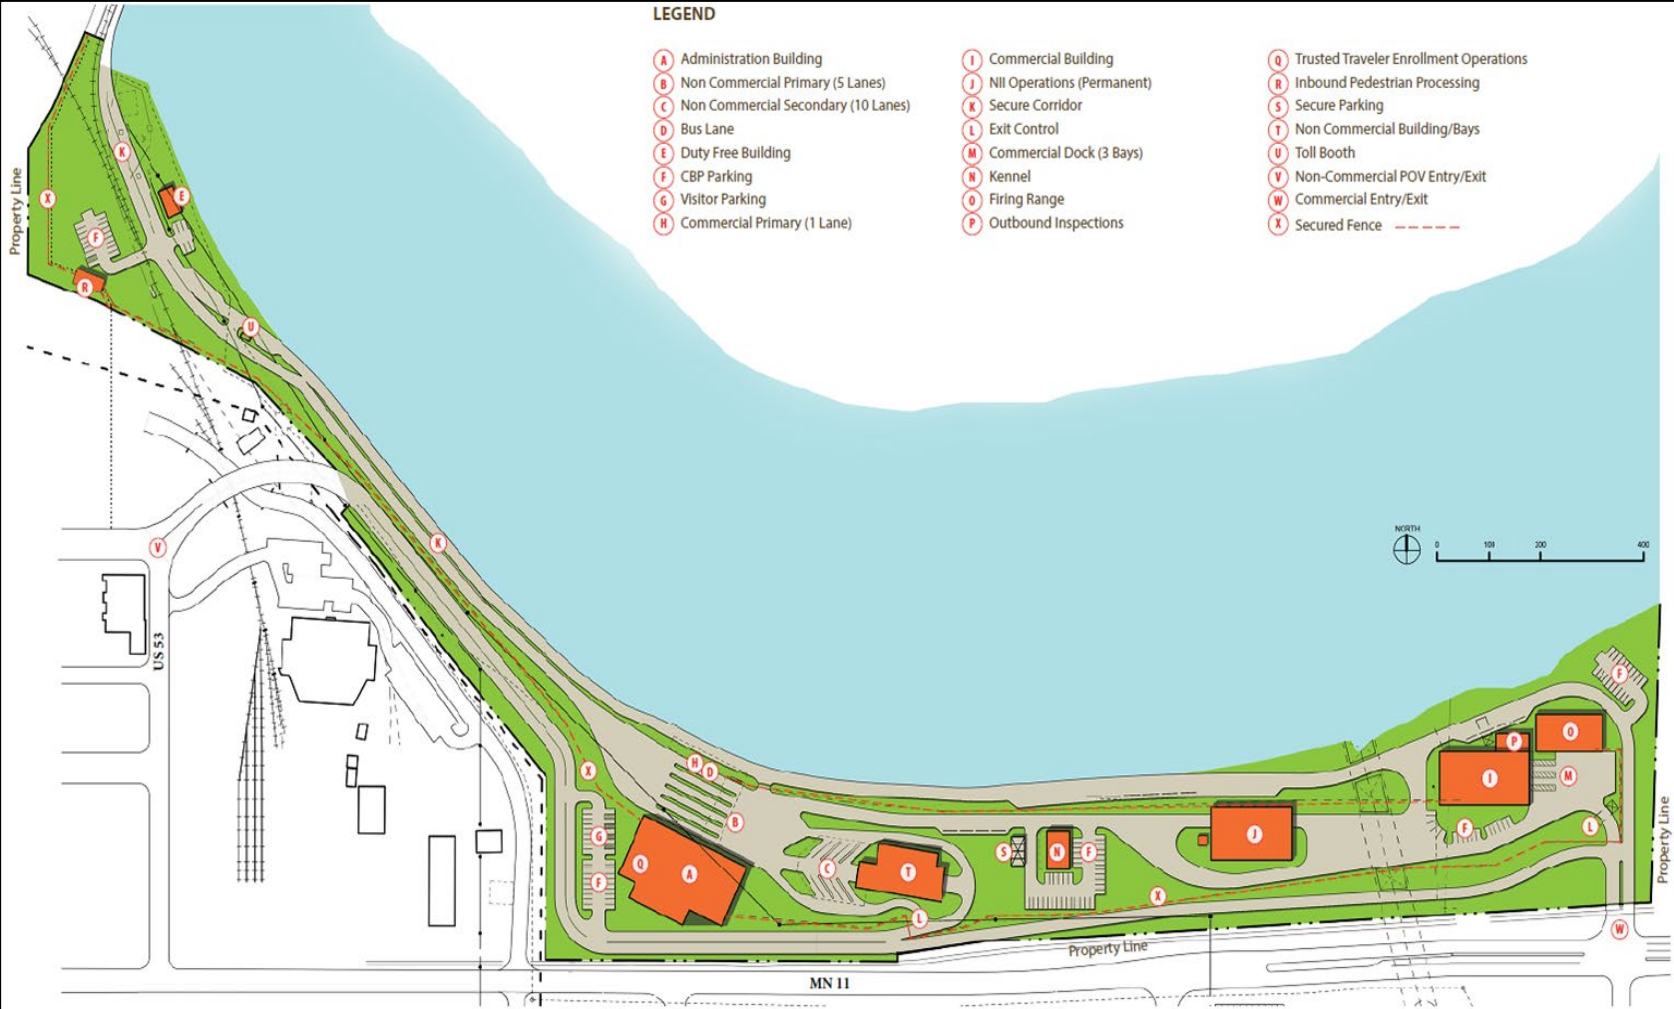 LEGEND
A Administration Building
B Non Commercial Primary (5 Lanes)
C Non Commercial Secondary (10 Lanes)
D Bus Lane
E Duty Free Building
F CBP Parking
G Visitor Parking
H Commercial Primary (1 Lane)
I Commercial Building
J NII Operations (Permanent)
K Secure Corridor
L Exit Control
M Commercial Dock (3 Bays)
N Kennel
O Firing Range
P Outbound Inspections
Q Trusted Traveler Enrollment Operations
R Inbound Pedestrian Processing
S Secure Parking
T Non Commercial Building/Bays
U Toll Booth
V Non-Commercial POV Entry/Exit
W Commercial Entry/Exit
X Secured Fence
K
X
E
Property Line
F
R
U
NORTH
0 100 200 400
K
V
US 53
F
O
P
I
M
H D
X
B
G
J
F
L
S
N
F
Q
A
C
T
F
X
L
W
Property Line
Property Line
MN 11